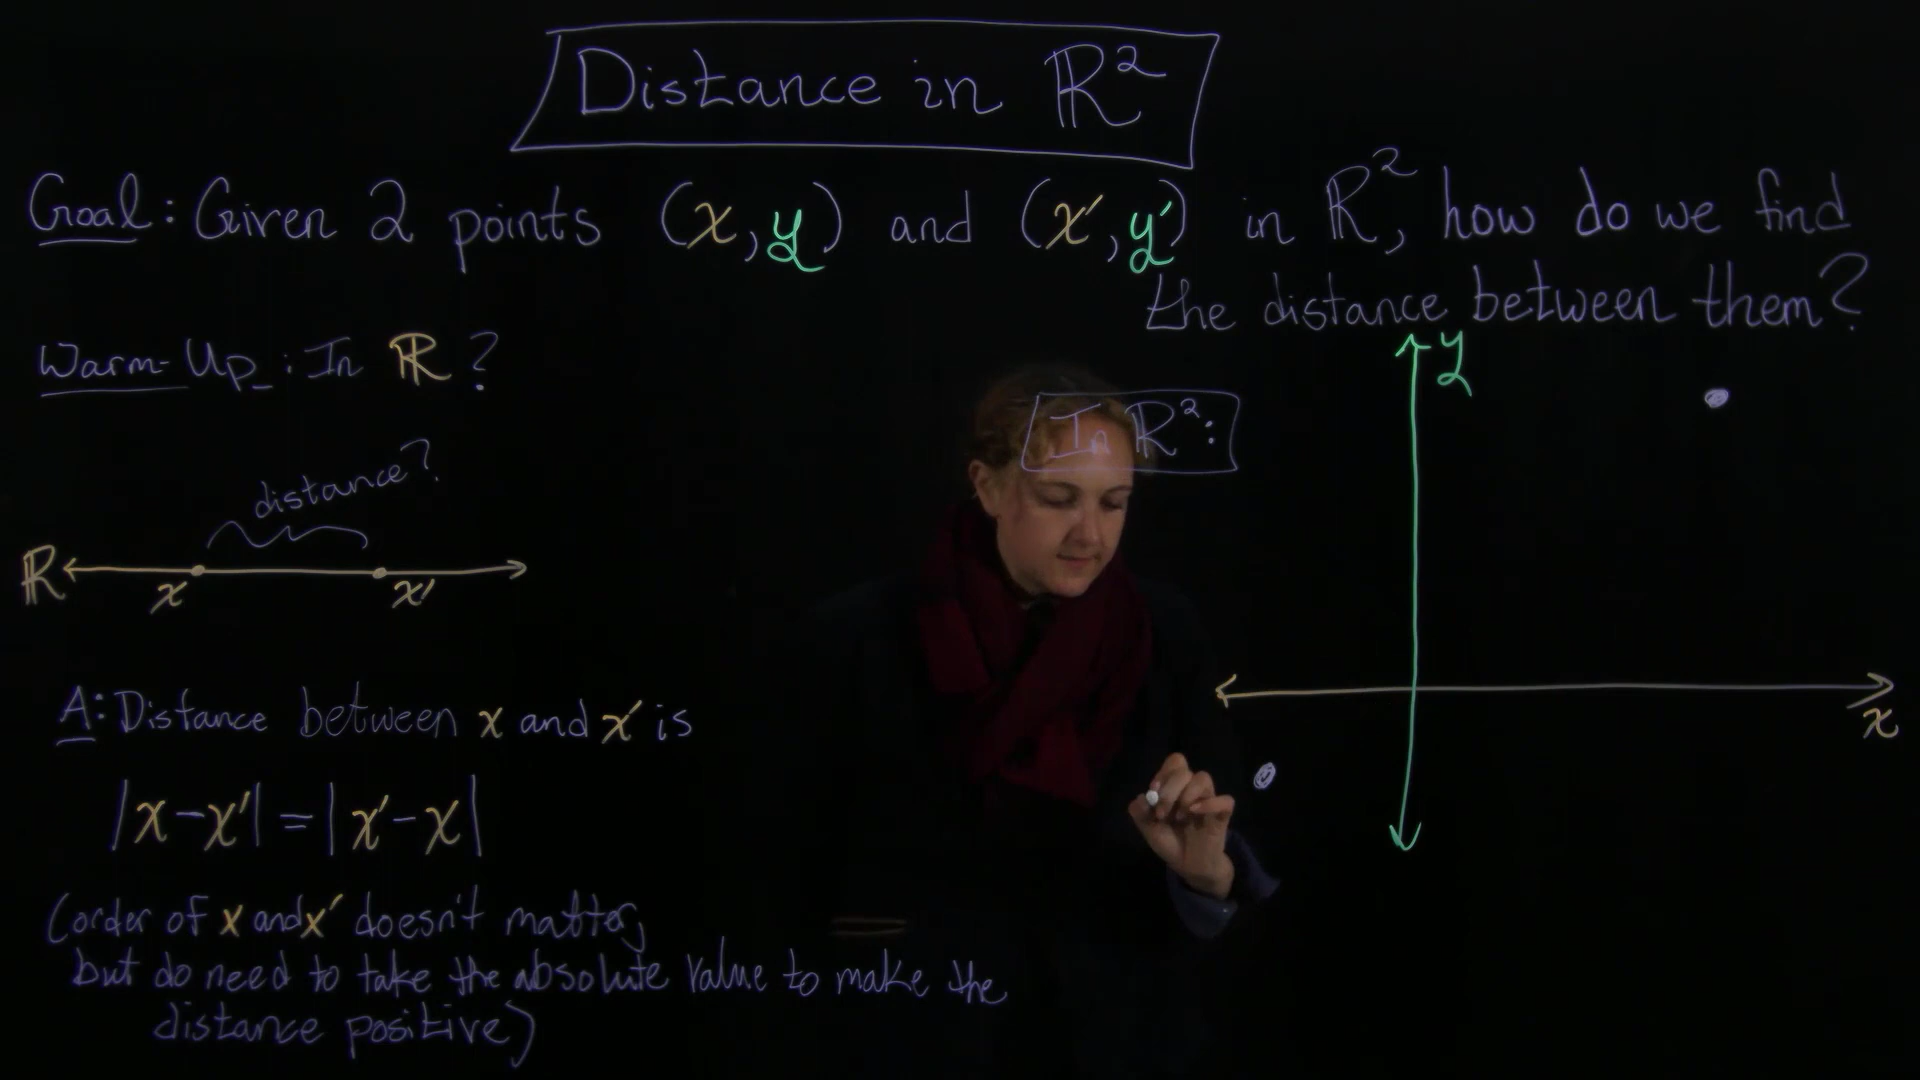 Distance in ℝ²
Goal: Given 2 points (x,y) and (x',y') in ℝ², how do we find
the distance between them?
Warm-Up: In ℝ?
distance?
ℝ
x x'
A: Distance between x and x' is
|x-x'|=|x'-x|
(order of x and x' doesn't matter,
but do need to take the absolute value to make the
distance positive)
In ℝ²:
y
x